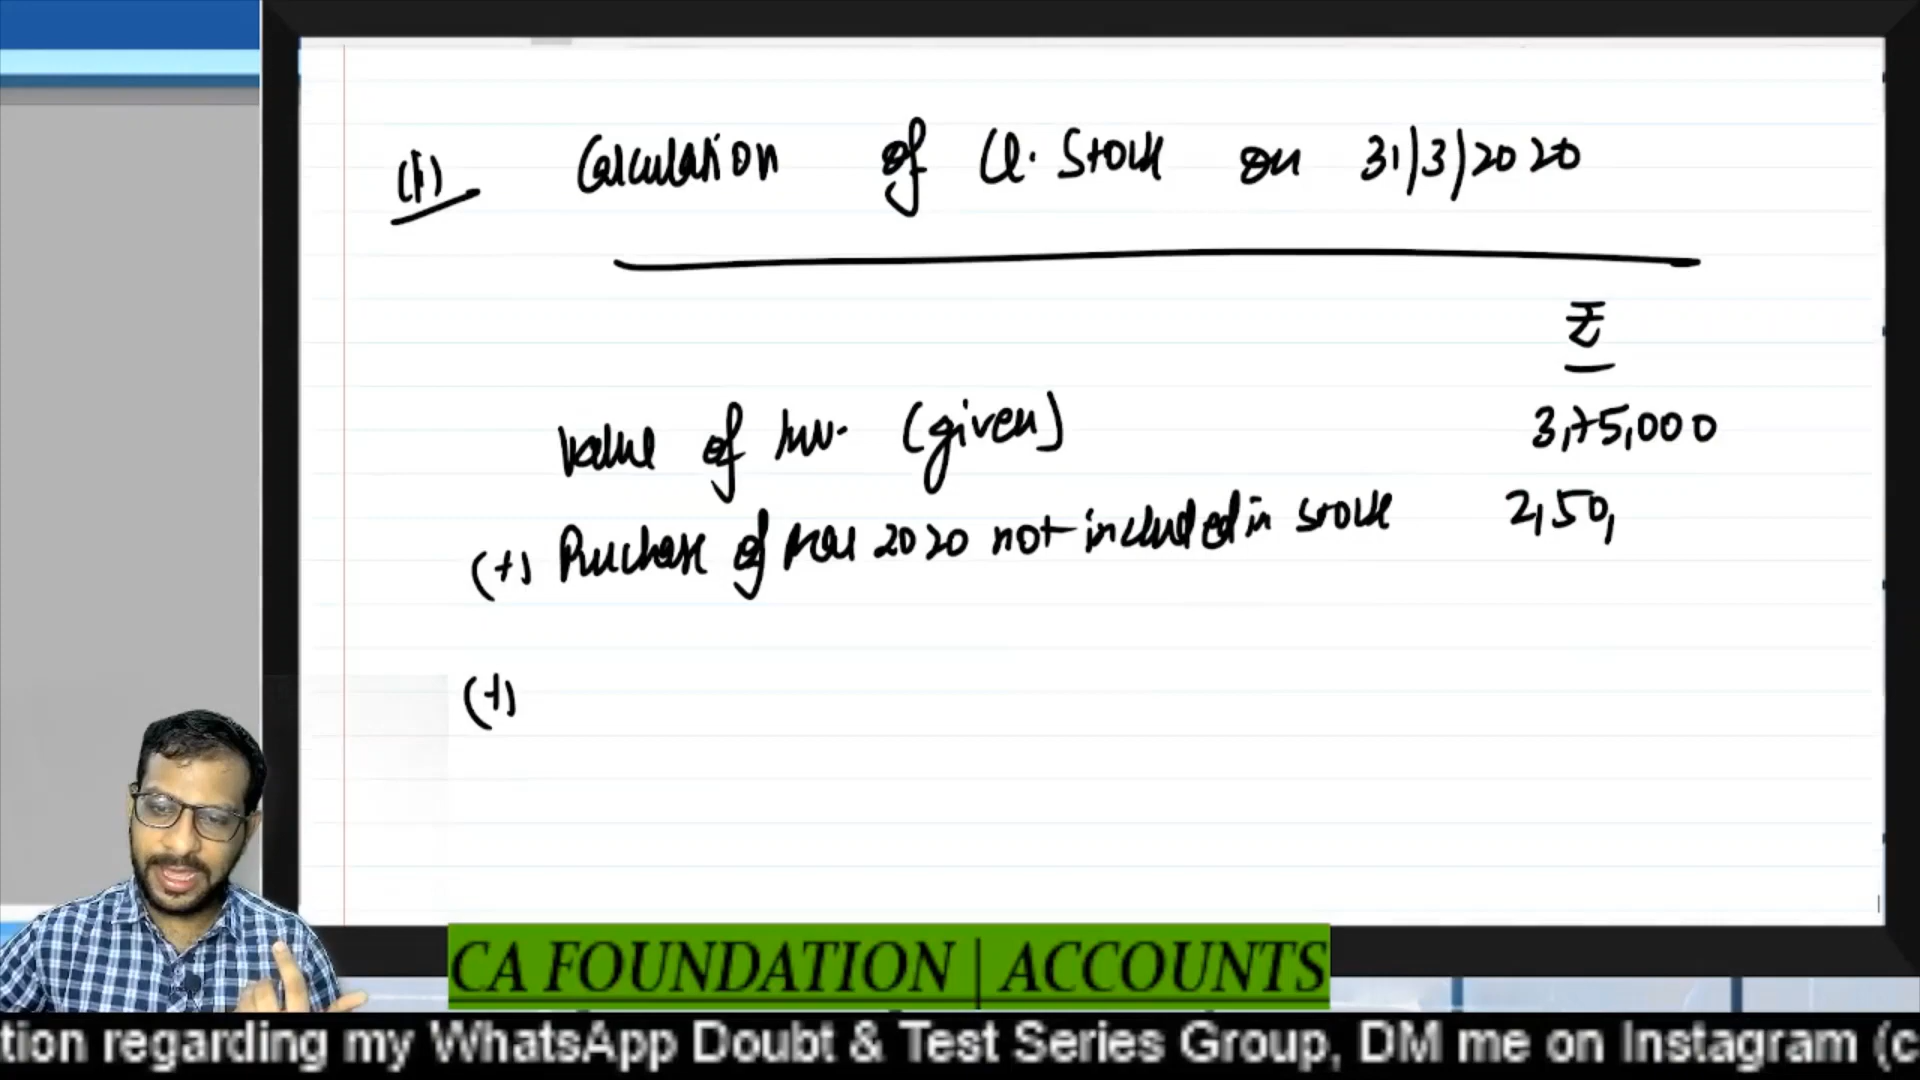 (i) Calculation of Cl. Stock on 31/3/2020
₹
Value of Inv. (given) 3,75,000
(+) Purchase of Mar 2020 not included in stock 2,50,
(+)
CA FOUNDATION | ACCOUNTS
tion regarding my WhatsApp Doubt & Test Series Group, DM me on Instagram (c